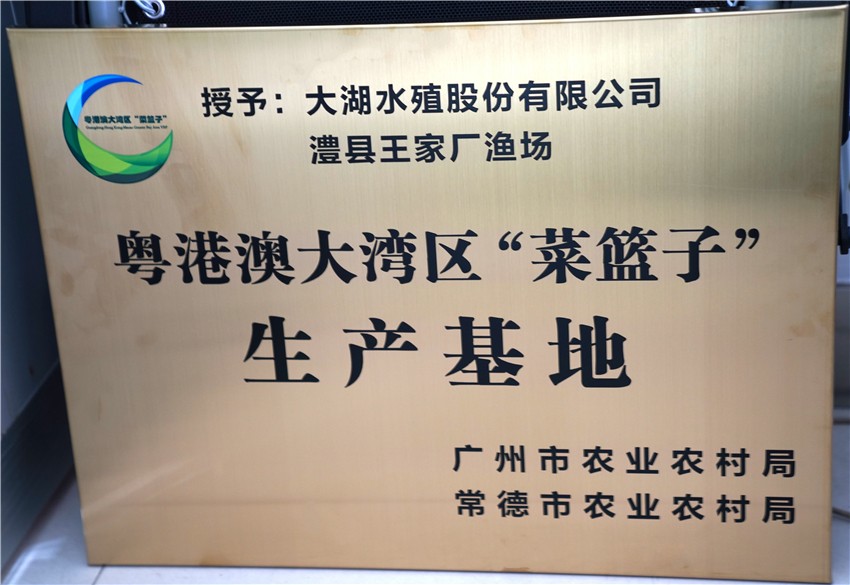 粤港澳大湾区“菜篮子”
授予：大湖水殖股份有限公司
澧县王家厂渔场
粤港澳大湾区“菜篮子”
生产基地
广州市农业农村局
常德市农业农村局